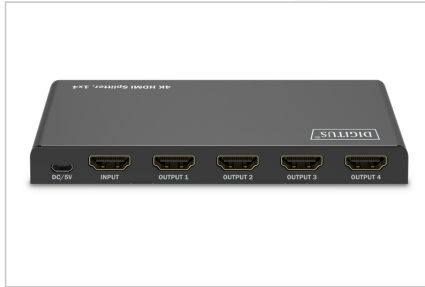 4K HDMI Splitter, 1x4
DIGITUS®
DC/5V INPUT OUTPUT 1 OUTPUT 2 OUTPUT 3 OUTPUT 4